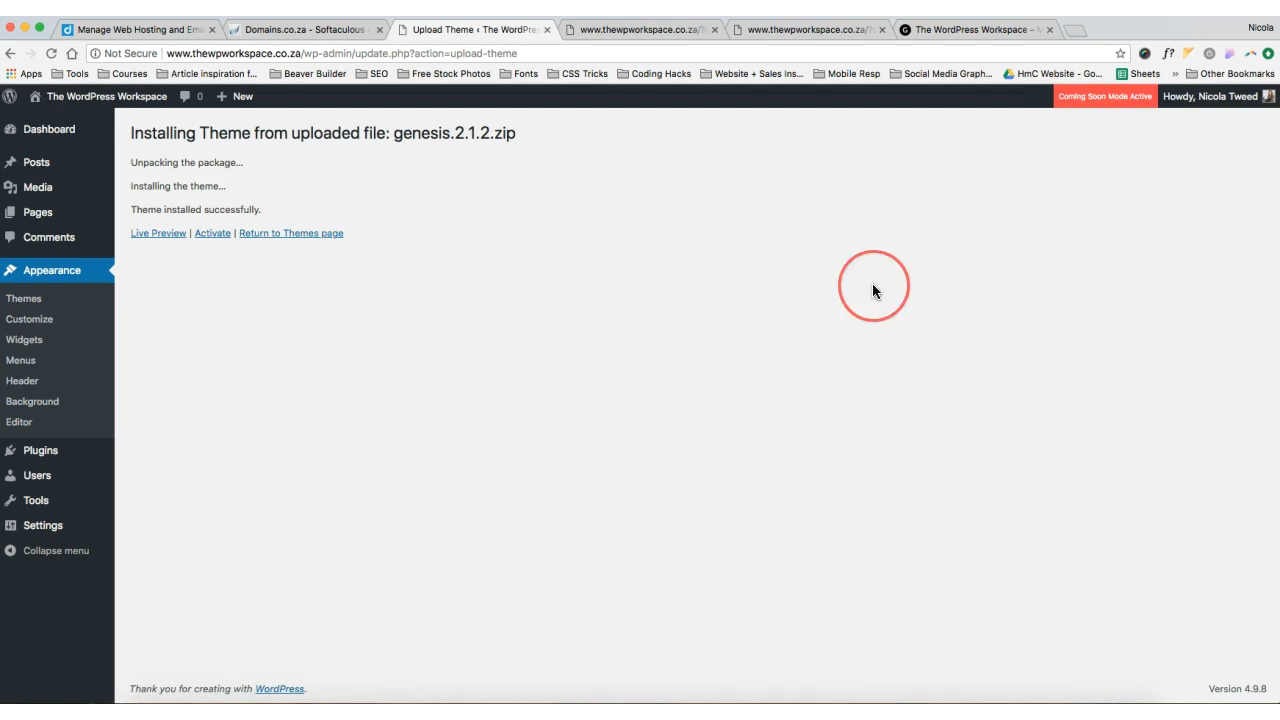 Manage Web Hosting and Ema
Domains.co.za - Softaculous -
Upload Theme ‹ The WordPre
www.thewpworkspace.co.za/?
www.thewpworkspace.co.za/?
The WordPress Workspace –
Nicola
Not Secure | www.thewpworkspace.co.za/wp-admin/update.php?action=upload-theme
f?
Apps Tools Courses Article inspiration f... Beaver Builder SEO Free Stock Photos Fonts CSS Tricks Coding Hacks Website + Sales Ins... Mobile Resp Social Media Graph... HmC Website - Go... Sheets » Other Bookmarks
The WordPress Workspace 0 + New Coming Soon Mode Active Howdy, Nicola Tweed
Dashboard
Posts
Media
Pages
Comments
Appearance
Themes
Customize
Widgets
Menus
Header
Background
Editor
Plugins
Users
Tools
Settings
Collapse menu
Installing Theme from uploaded file: genesis.2.1.2.zip
Unpacking the package...
Installing the theme...
Theme installed successfully.
Live Preview | Activate | Return to Themes page
Thank you for creating with WordPress.
Version 4.9.8